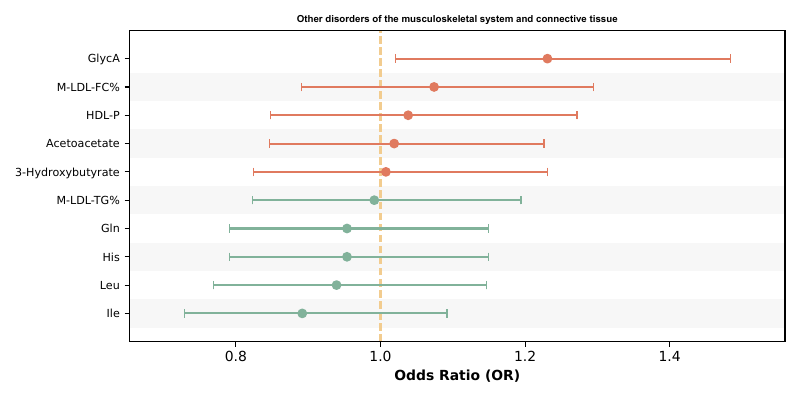 Other disorders of the musculoskeletal system and connective tissue
GlycA
M-LDL-FC%
HDL-P
Acetoacetate
3-Hydroxybutyrate
M-LDL-TG%
Gln
His
Leu
Ile
0.8 1.0 1.2 1.4
Odds Ratio (OR)